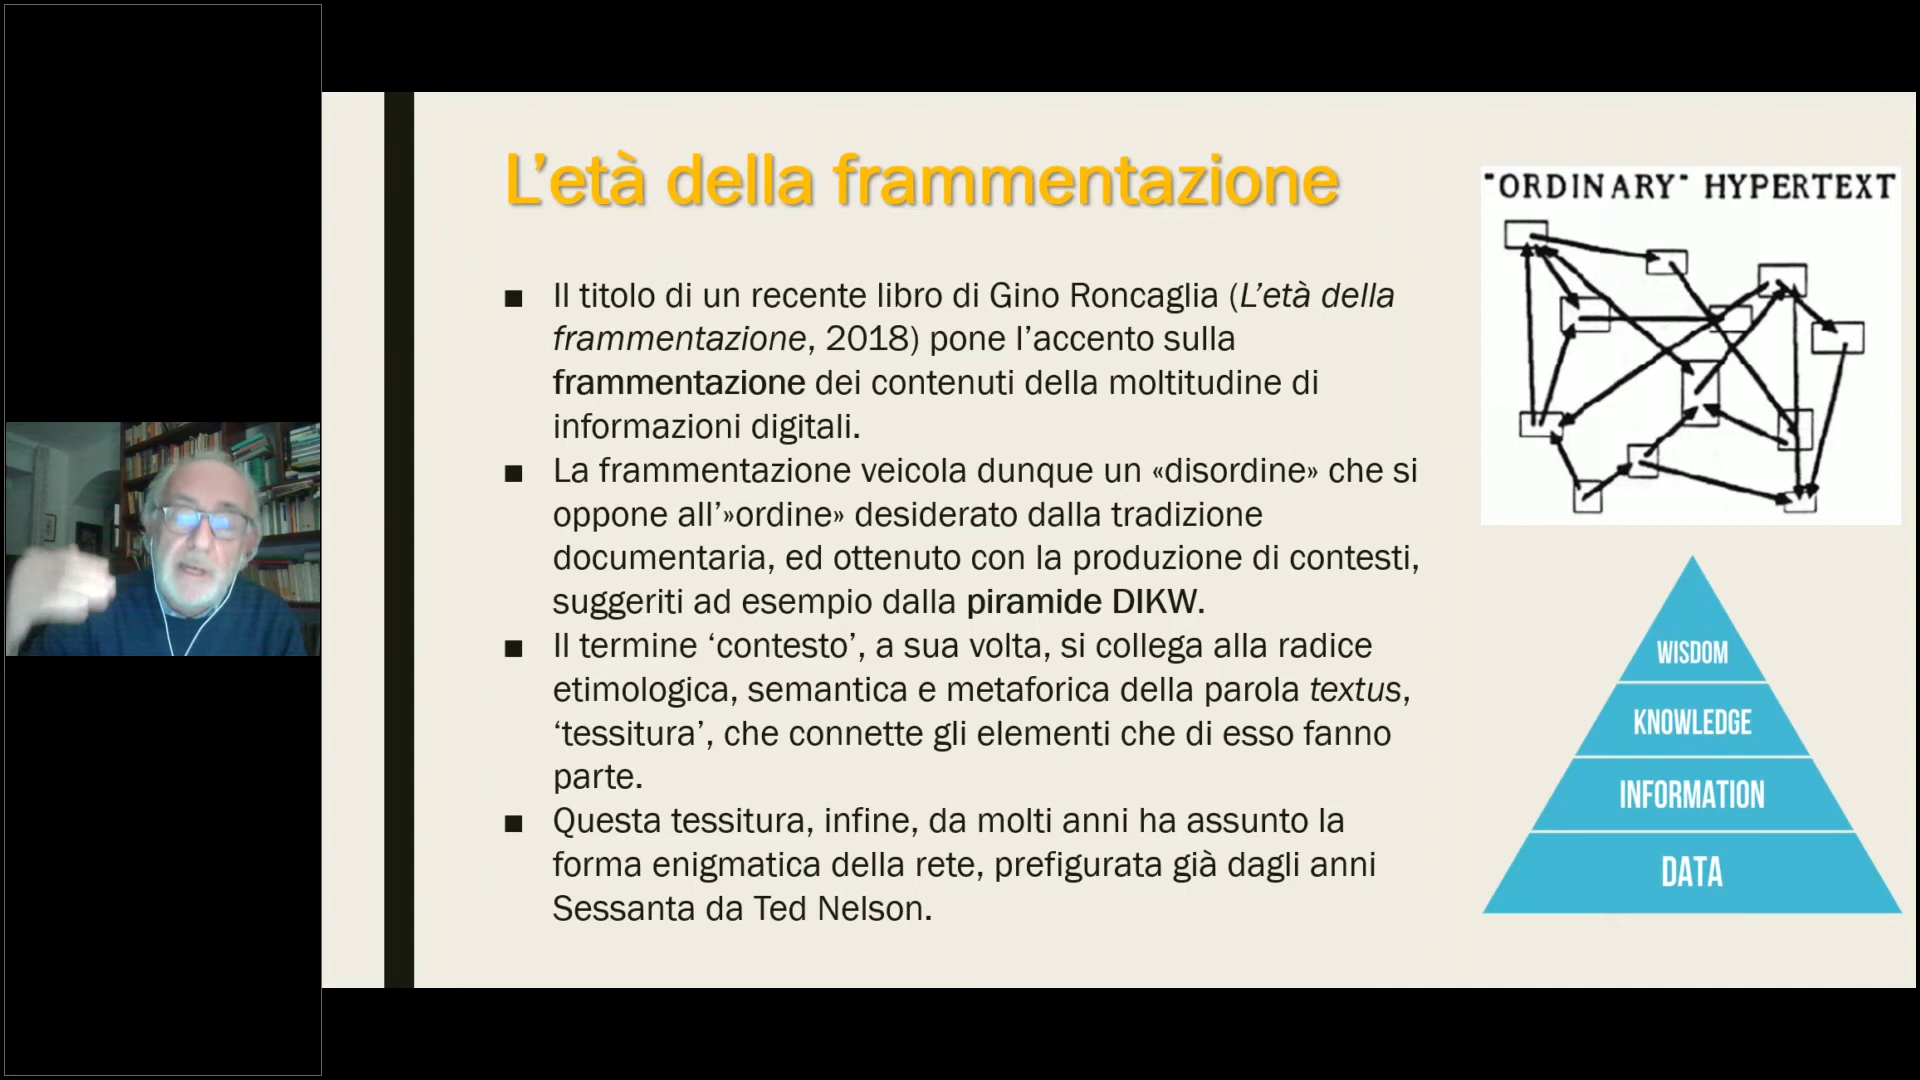 L’età della frammentazione
■ Il titolo di un recente libro di Gino Roncaglia (L’età della
frammentazione, 2018) pone l’accento sulla
frammentazione dei contenuti della moltitudine di
informazioni digitali.
■ La frammentazione veicola dunque un «disordine» che si
oppone all’»ordine» desiderato dalla tradizione
documentaria, ed ottenuto con la produzione di contesti,
suggeriti ad esempio dalla piramide DIKW.
■ Il termine ‘contesto’, a sua volta, si collega alla radice
etimologica, semantica e metaforica della parola textus,
‘tessitura’, che connette gli elementi che di esso fanno
parte.
■ Questa tessitura, infine, da molti anni ha assunto la
forma enigmatica della rete, prefigurata già dagli anni
Sessanta da Ted Nelson.
"ORDINARY" HYPERTEXT
WISDOM
KNOWLEDGE
INFORMATION
DATA